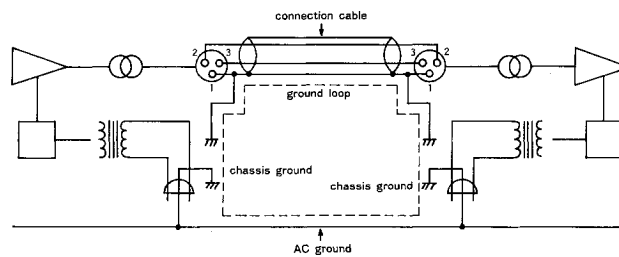 connection cable
2 3 3 2
1 1
ground loop
chassis ground
chassis ground
AC ground